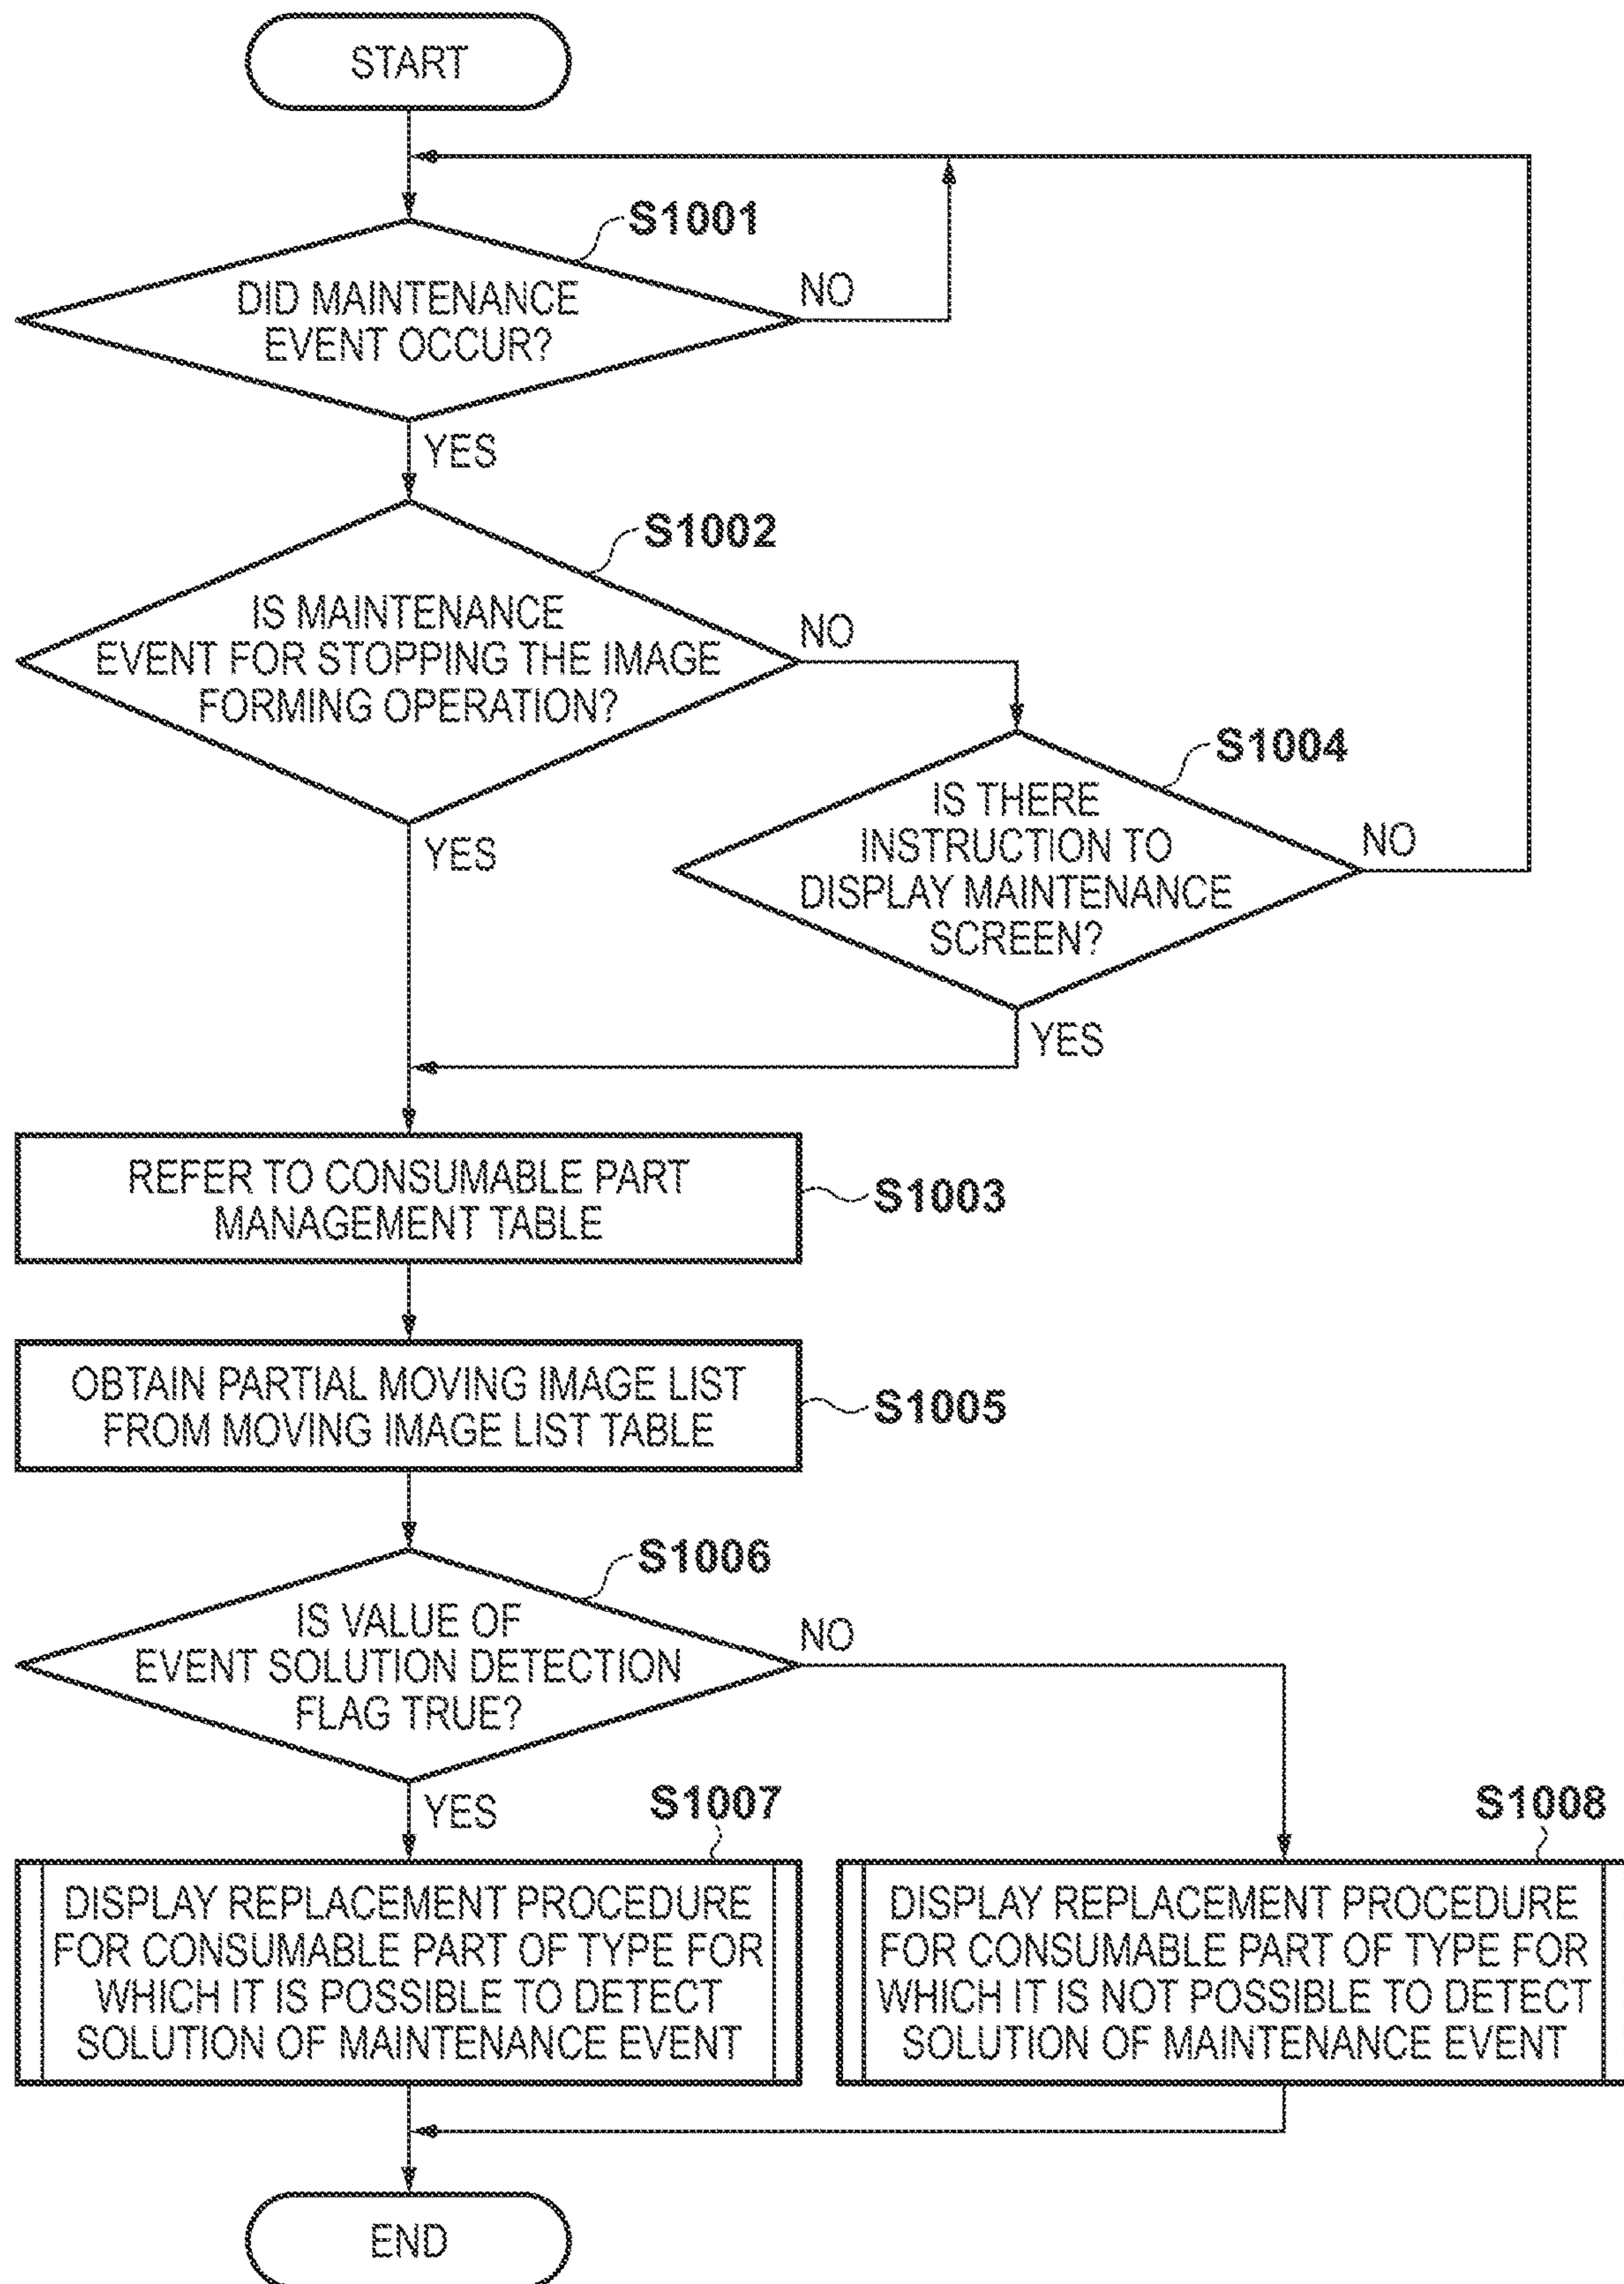 START
S1001
DID MAINTENANCE
EVENT OCCUR?
NO
YES
S1002
IS MAINTENANCE
EVENT FOR STOPPING THE IMAGE
FORMING OPERATION?
NO
YES
S1004
IS THERE
INSTRUCTION TO
DISPLAY MAINTENANCE
SCREEN?
NO
YES
REFER TO CONSUMABLE PART
MANAGEMENT TABLE
S1003
OBTAIN PARTIAL MOVING IMAGE LIST
FROM MOVING IMAGE LIST TABLE
S1005
S1006
IS VALUE OF
EVENT SOLUTION DETECTION
FLAG TRUE?
NO
YES
S1007
DISPLAY REPLACEMENT PROCEDURE
FOR CONSUMABLE PART OF TYPE FOR
WHICH IT IS POSSIBLE TO DETECT
SOLUTION OF MAINTENANCE EVENT
S1008
DISPLAY REPLACEMENT PROCEDURE
FOR CONSUMABLE PART OF TYPE FOR
WHICH IT IS NOT POSSIBLE TO DETECT
SOLUTION OF MAINTENANCE EVENT
END